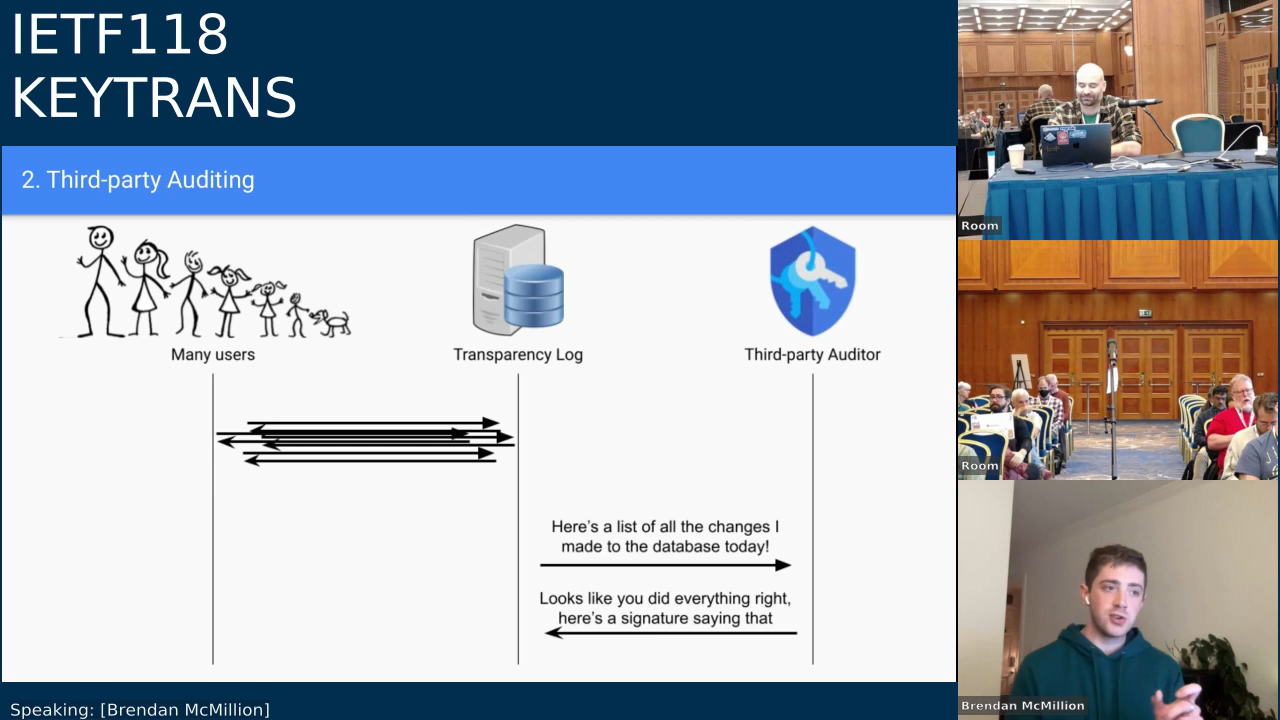 IETF118
KEYTRANS
2. Third-party Auditing
Many users
Transparency Log
Third-party Auditor
Here's a list of all the changes I
made to the database today!
Looks like you did everything right,
here's a signature saying that
Speaking: [Brendan McMillion]
Room
Room
Brendan McMillion